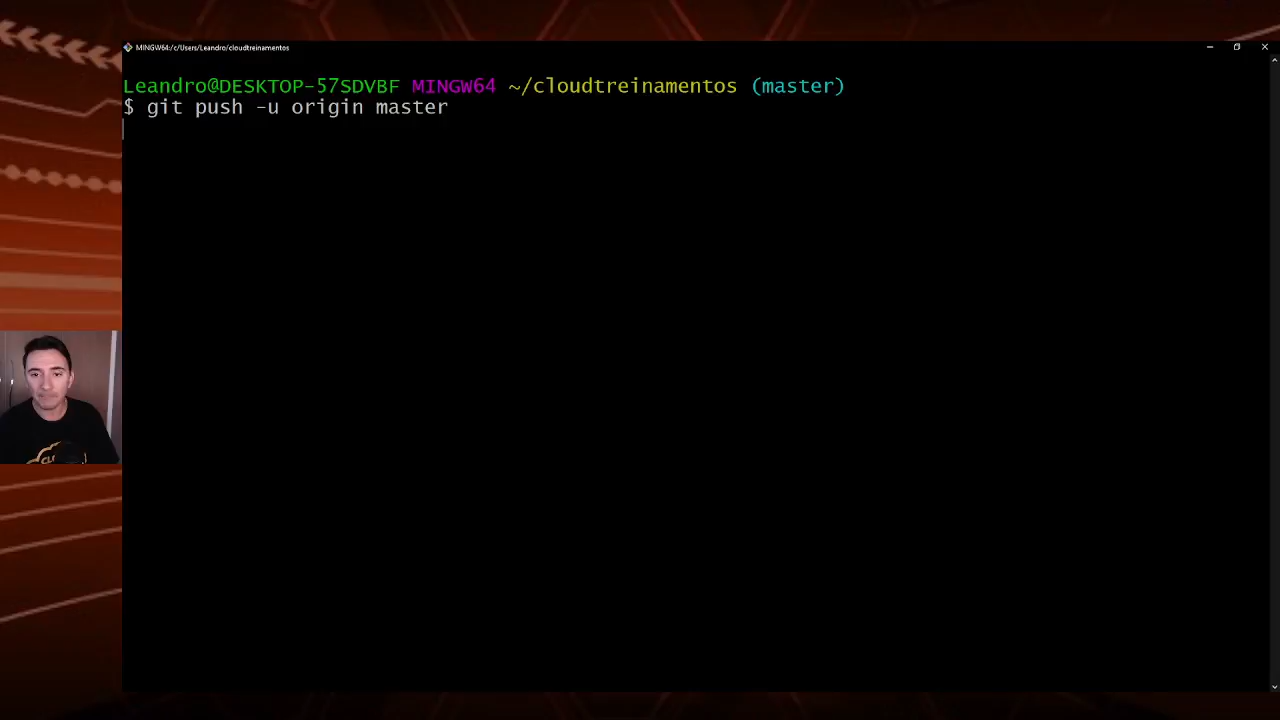 MINGW64:/c/Users/Leandro/cloudtreinamentos
Leandro@DESKTOP-57SDVBF MINGW64 ~/cloudtreinamentos (master)
$ git push -u origin master